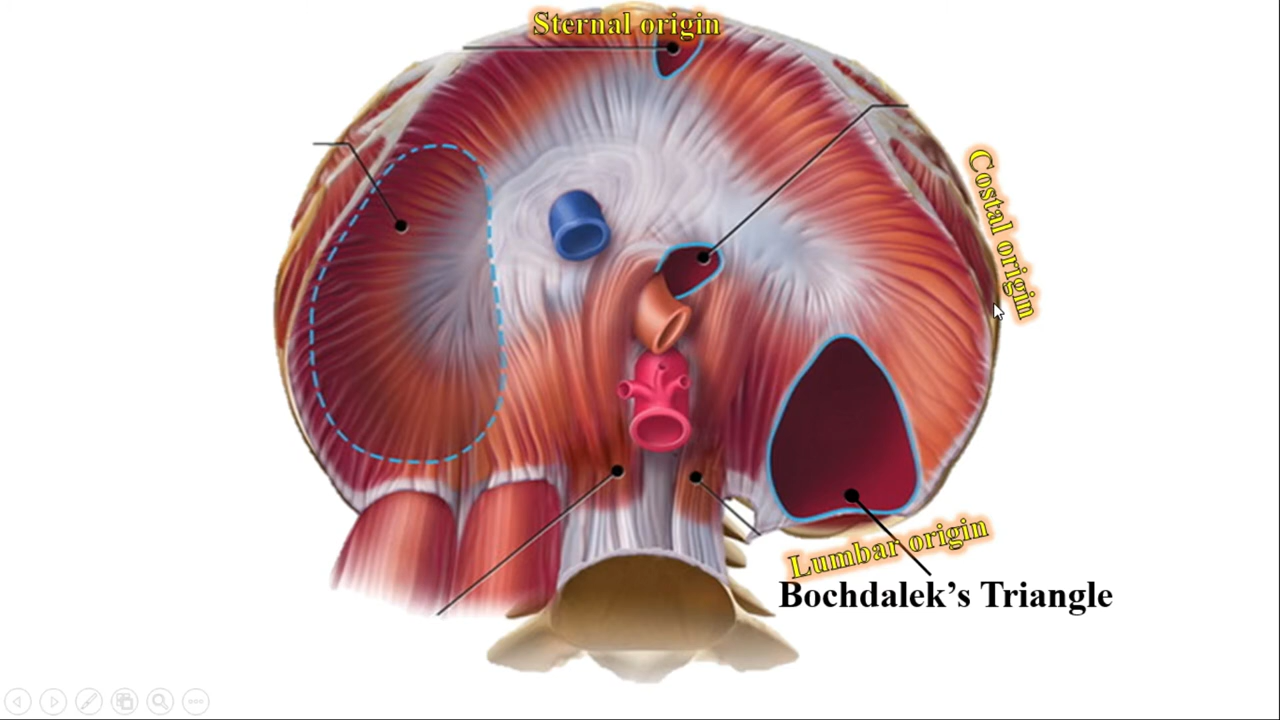 Sternal origin
Costal origin
Lumbar origin
Bochdalek’s Triangle